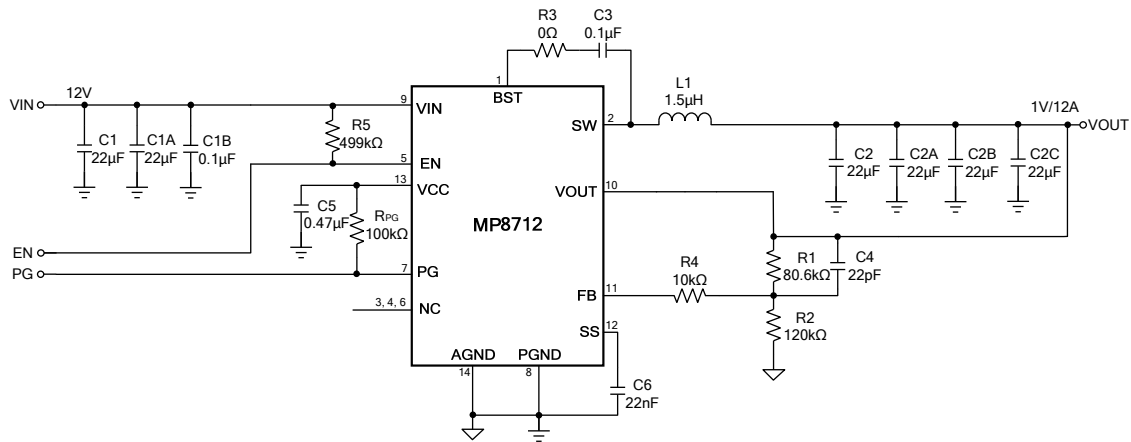 R3
0Ω
C3
0.1µF
1
BST
VIN
12V
9
VIN
C1
22µF
C1A
22µF
C1B
0.1µF
R5
499kΩ
5
EN
13
VCC
C5
0.47µF
RPG
100kΩ
EN
PG
7
PG
3, 4, 6
NC
MP8712
SW
2
L1
1.5µH
1V/12A
VOUT
C2
22µF
C2A
22µF
C2B
22µF
C2C
22µF
VOUT
10
R1
80.6kΩ
C4
22pF
R4
10kΩ
FB
11
R2
120kΩ
SS
12
AGND
14
PGND
8
C6
22nF